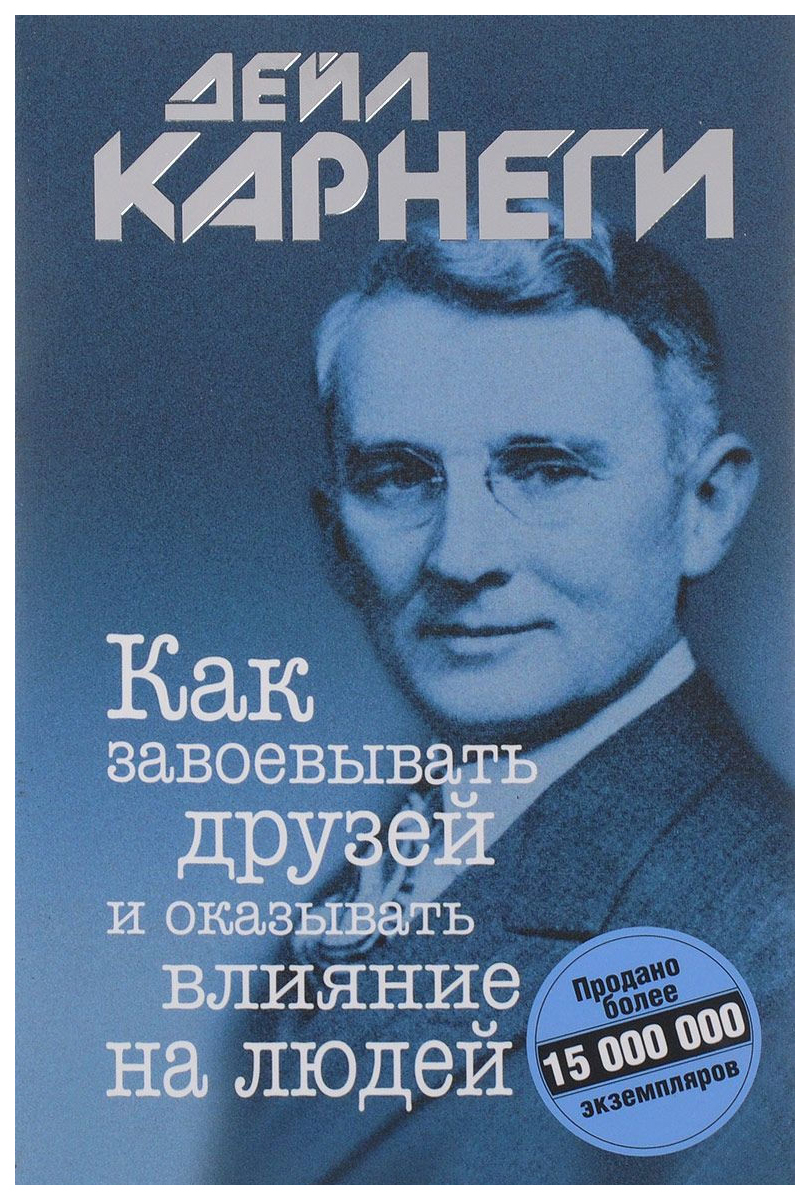 ДЕЙЛ
КАРНЕГИ
Как
завоевывать
друзей
и оказывать
влияние
на людей
Продано
более
15 000 000
экземпляров